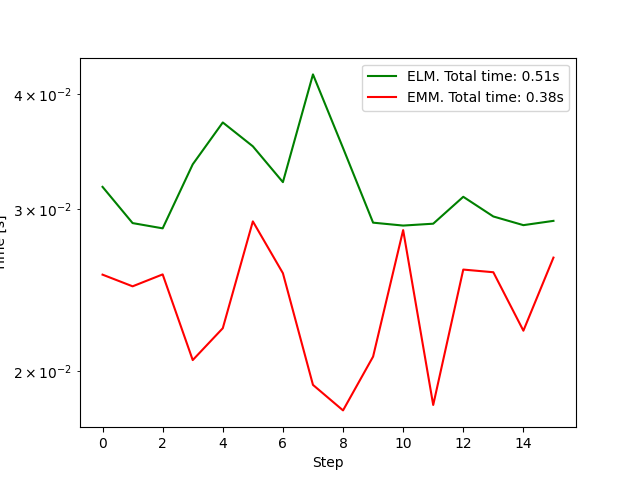 ELM. Total time: 0.51s
EMM. Total time: 0.38s
4 × 10⁻²
3 × 10⁻²
2 × 10⁻²
0 2 4 6 8 10 12 14
Step